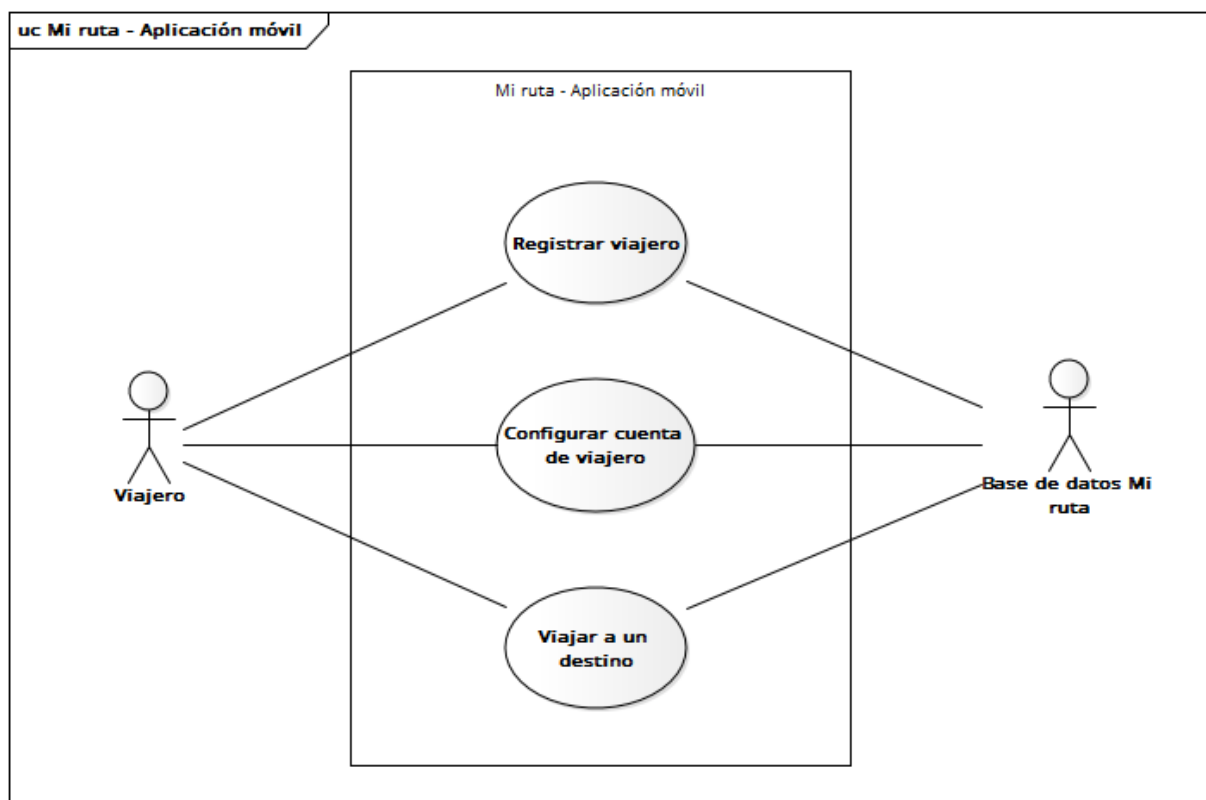 uc Mi ruta - Aplicación móvil
Mi ruta - Aplicación móvil
Registrar viajero
Configurar cuenta
de viajero
Viajero
Base de datos Mi
ruta
Viajar a un
destino